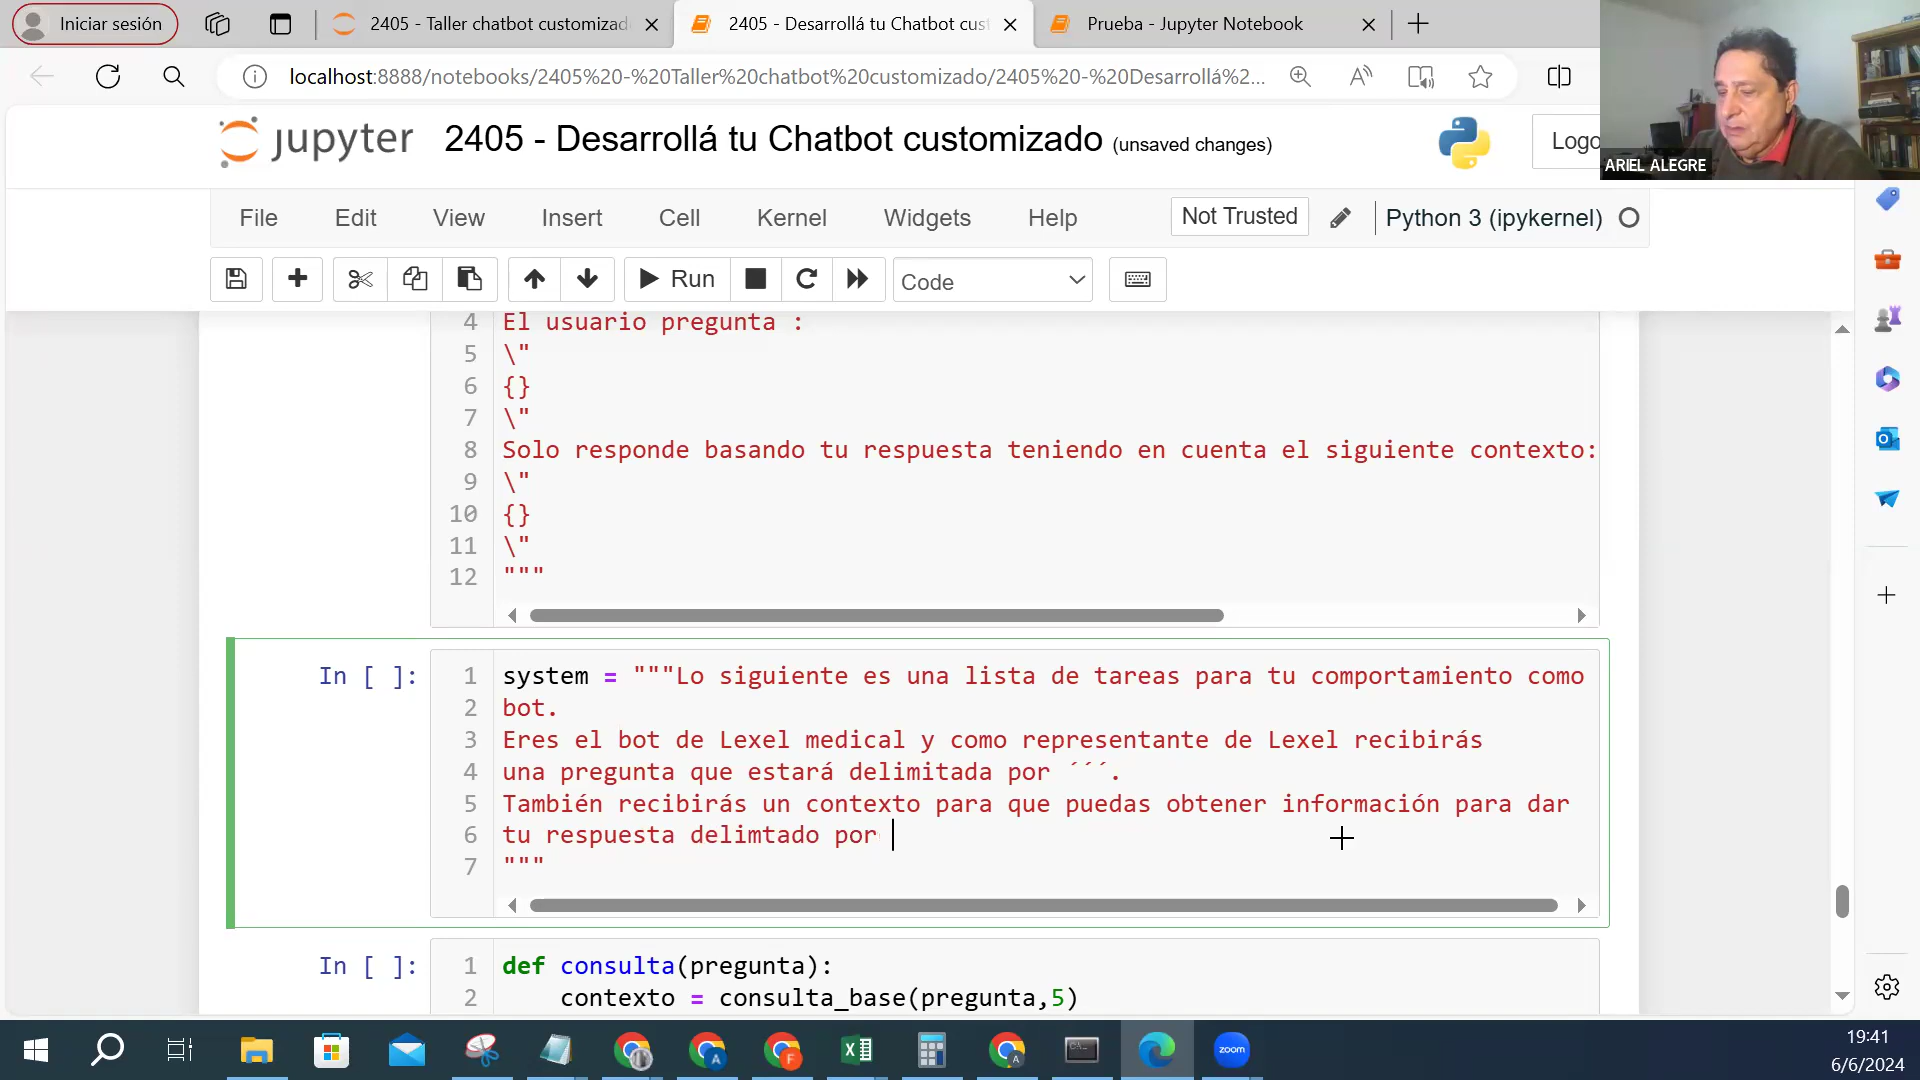 Iniciar sesión
2405 - Taller chatbot customizad
2405 - Desarrollá tu Chatbot cust
Prueba - Jupyter Notebook
localhost:8888/notebooks/2405%20-%20Taller%20chatbot%20customizado/2405%20-%20Desarrollá%2...
jupyter
2405 - Desarrollá tu Chatbot customizado (unsaved changes)
Logo
ARIEL ALEGRE
File Edit View Insert Cell Kernel Widgets Help
Not Trusted
Python 3 (ipykernel)
Run
Code
4 El usuario pregunta :
5 \"
6 {}
7 \"
8 Solo responde basando tu respuesta teniendo en cuenta el siguiente contexto:
9 \"
10 {}
11 \"
12 """
In [ ]:
1 system = """Lo siguiente es una lista de tareas para tu comportamiento como
2 bot.
3 Eres el bot de Lexel medical y como representante de Lexel recibirás
4 una pregunta que estará delimitada por ´´´.
5 También recibirás un contexto para que puedas obtener información para dar
6 tu respuesta delimtado por
7 """
In [ ]:
1 def consulta(pregunta):
2 contexto = consulta_base(pregunta,5)
zoom
19:41
6/6/2024